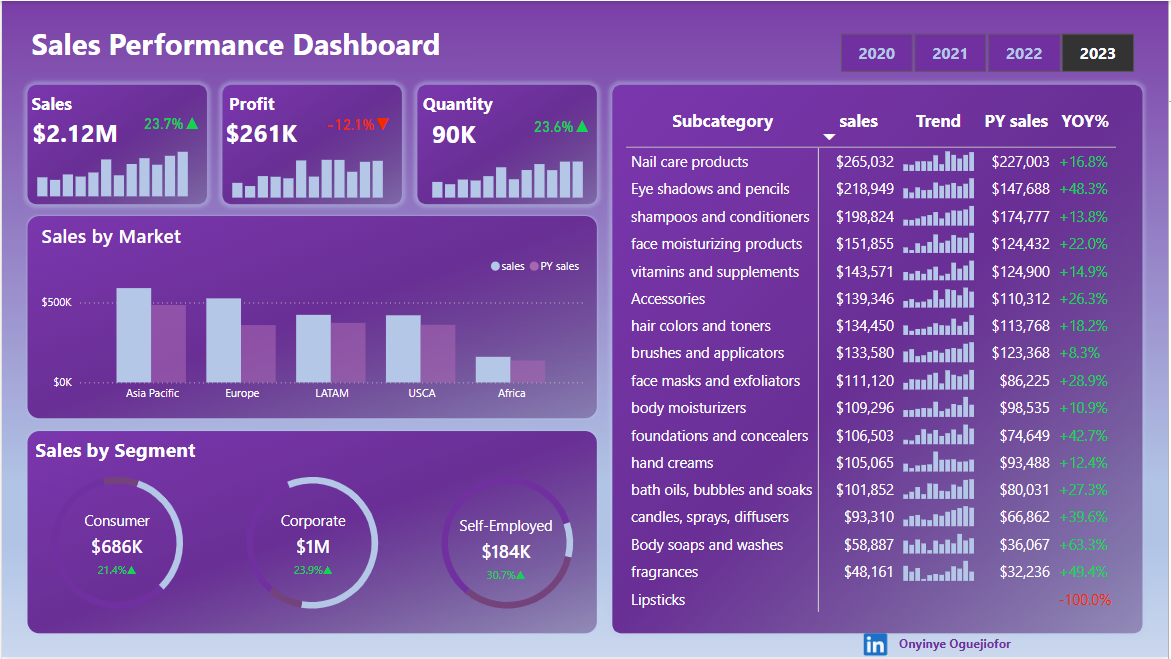 Sales Performance Dashboard
2020 2021 2022 2023
Sales
$2.12M 23.7%▲
Profit
$261K -12.1%▼
Quantity
90K 23.6%▲
Sales by Market
sales PY sales
$500K
$0K
Asia Pacific Europe LATAM USCA Africa
Sales by Segment
Consumer
$686K
21.4%▲
Corporate
$1M
23.9%▲
Self-Employed
$184K
30.7%▲
Subcategory sales Trend PY sales YOY%
Nail care products $265,032 $227,003 +16.8%
Eye shadows and pencils $218,949 $147,688 +48.3%
shampoos and conditioners $198,824 $174,777 +13.8%
face moisturizing products $151,855 $124,432 +22.0%
vitamins and supplements $143,571 $124,900 +14.9%
Accessories $139,346 $110,312 +26.3%
hair colors and toners $134,450 $113,768 +18.2%
brushes and applicators $133,580 $123,368 +8.3%
face masks and exfoliators $111,120 $86,225 +28.9%
body moisturizers $109,296 $98,535 +10.9%
foundations and concealers $106,503 $74,649 +42.7%
hand creams $105,065 $93,488 +12.4%
bath oils, bubbles and soaks $101,852 $80,031 +27.3%
candles, sprays, diffusers $93,310 $66,862 +39.6%
Body soaps and washes $58,887 $36,067 +63.3%
fragrances $48,161 $32,236 +49.4%
Lipsticks -100.0%
in Onyinye Oguejiofor